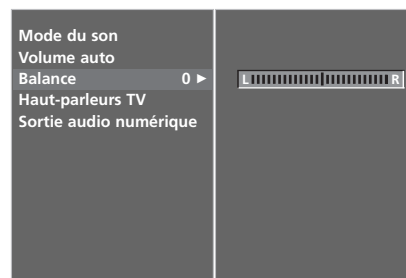 Mode du son
Volume auto
Balance 0 ►
Haut-parleurs TV
Sortie audio numérique
L R